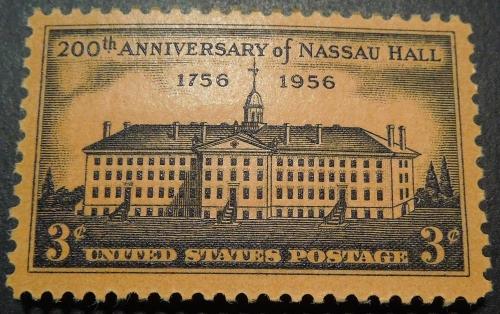 200th ANNIVERSARY of NASSAU HALL
1756 1956
3¢ UNITED STATES POSTAGE 3¢